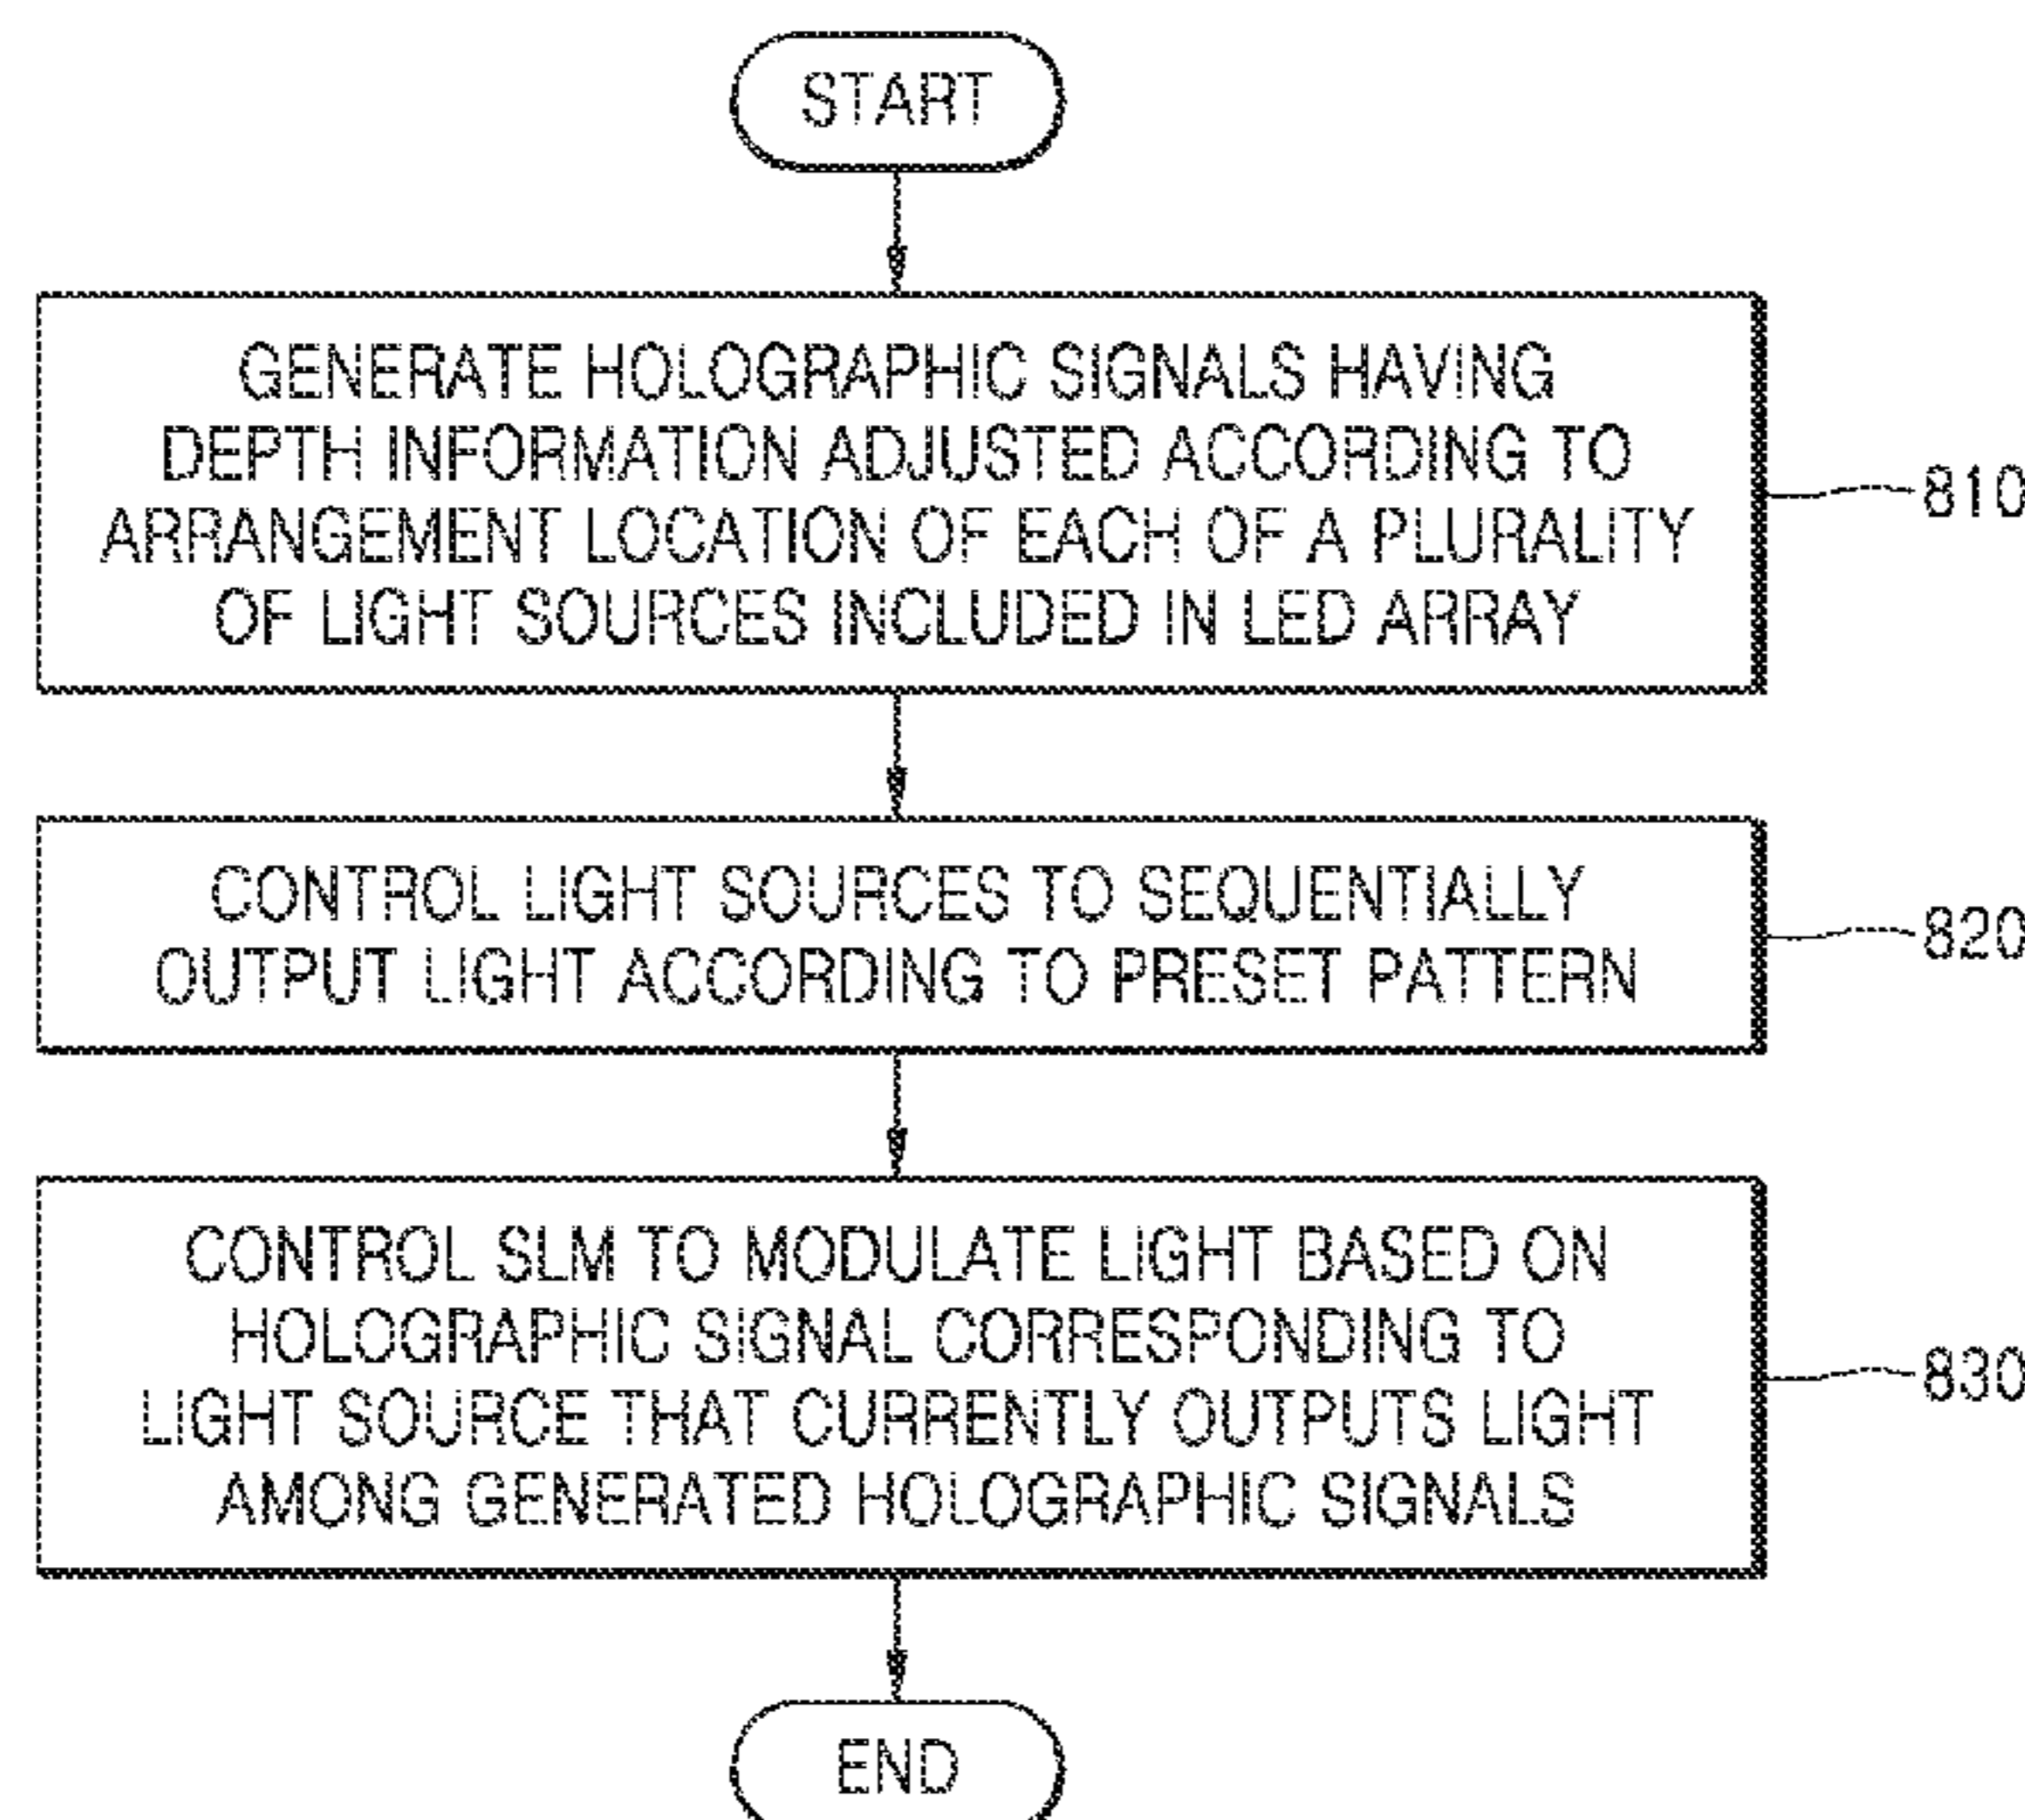 START
GENERATE HOLOGRAPHIC SIGNALS HAVING
DEPTH INFORMATION ADJUSTED ACCORDING TO
ARRANGEMENT LOCATION OF EACH OF A PLURALITY
OF LIGHT SOURCES INCLUDED IN LED ARRAY
810
CONTROL LIGHT SOURCES TO SEQUENTIALLY
OUTPUT LIGHT ACCORDING TO PRESET PATTERN
820
CONTROL SLM TO MODULATE LIGHT BASED ON
HOLOGRAPHIC SIGNAL CORRESPONDING TO
LIGHT SOURCE THAT CURRENTLY OUTPUTS LIGHT
AMONG GENERATED HOLOGRAPHIC SIGNALS
830
END